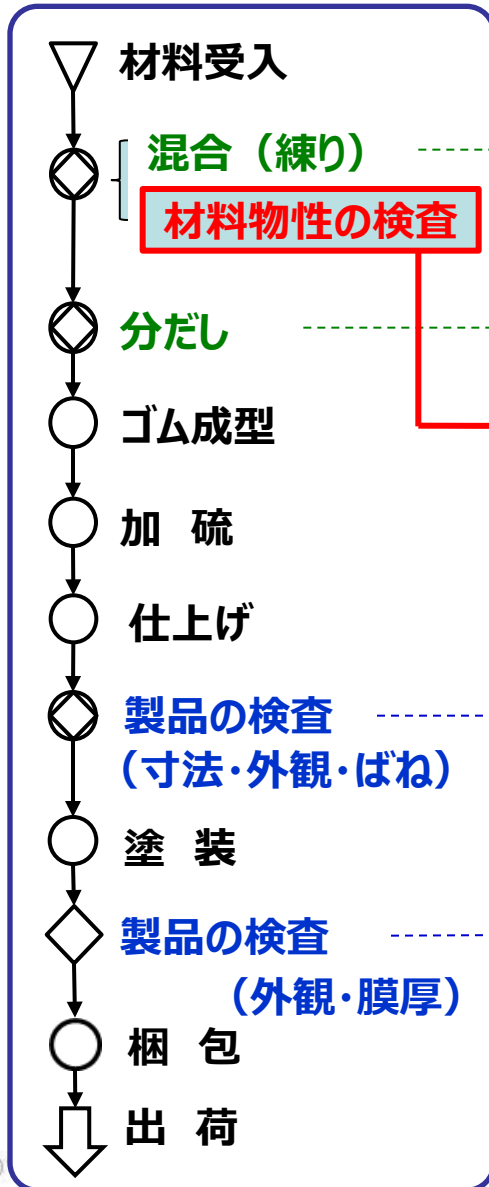 材料受入
混合（練り）
材料物性の検査
分だし
ゴム成型
加 硫
仕上げ
製品の検査
（寸法・外観・ばね）
塗 装
製品の検査
（外観・膜厚）
梱 包
出 荷